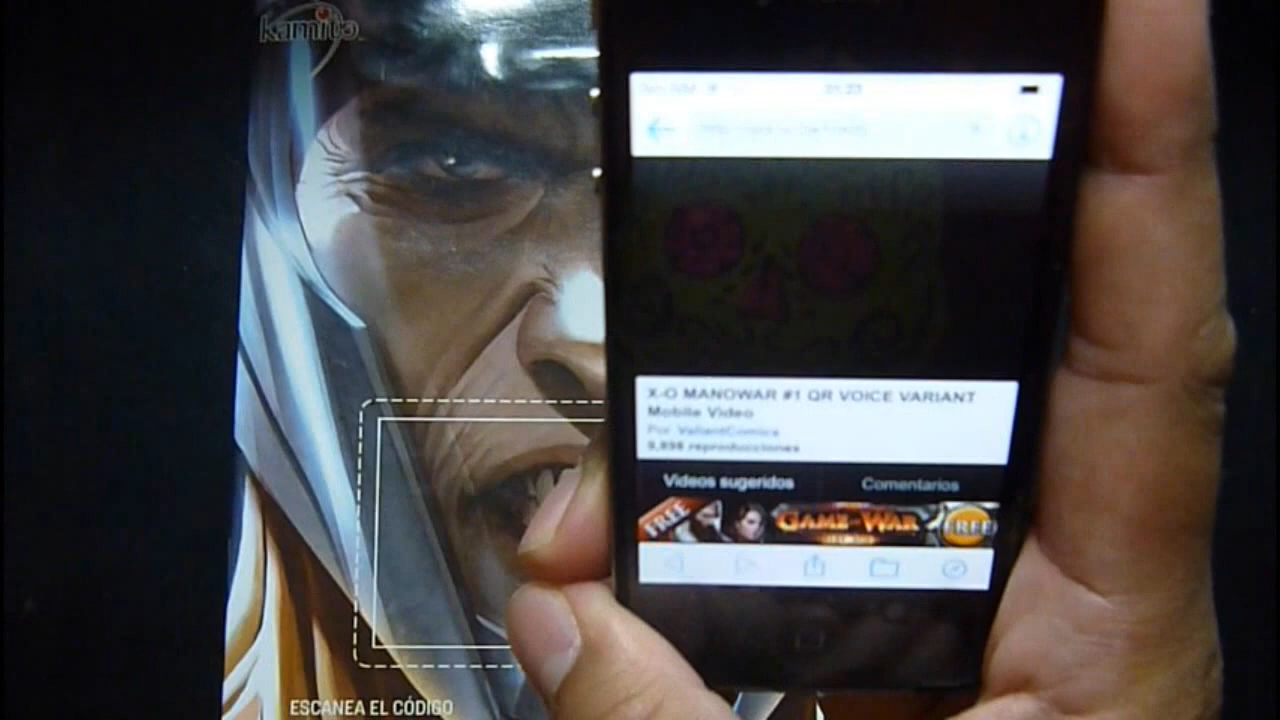 kamite
X-O MANOWAR #1 QR VOICE VARIANT
Mobile Video
Por ValiantComics
9,898 reproducciones
Videos sugeridos
Comentarios
FREE
GAME OF WAR
FREE
ESCANEA EL CÓDIGO